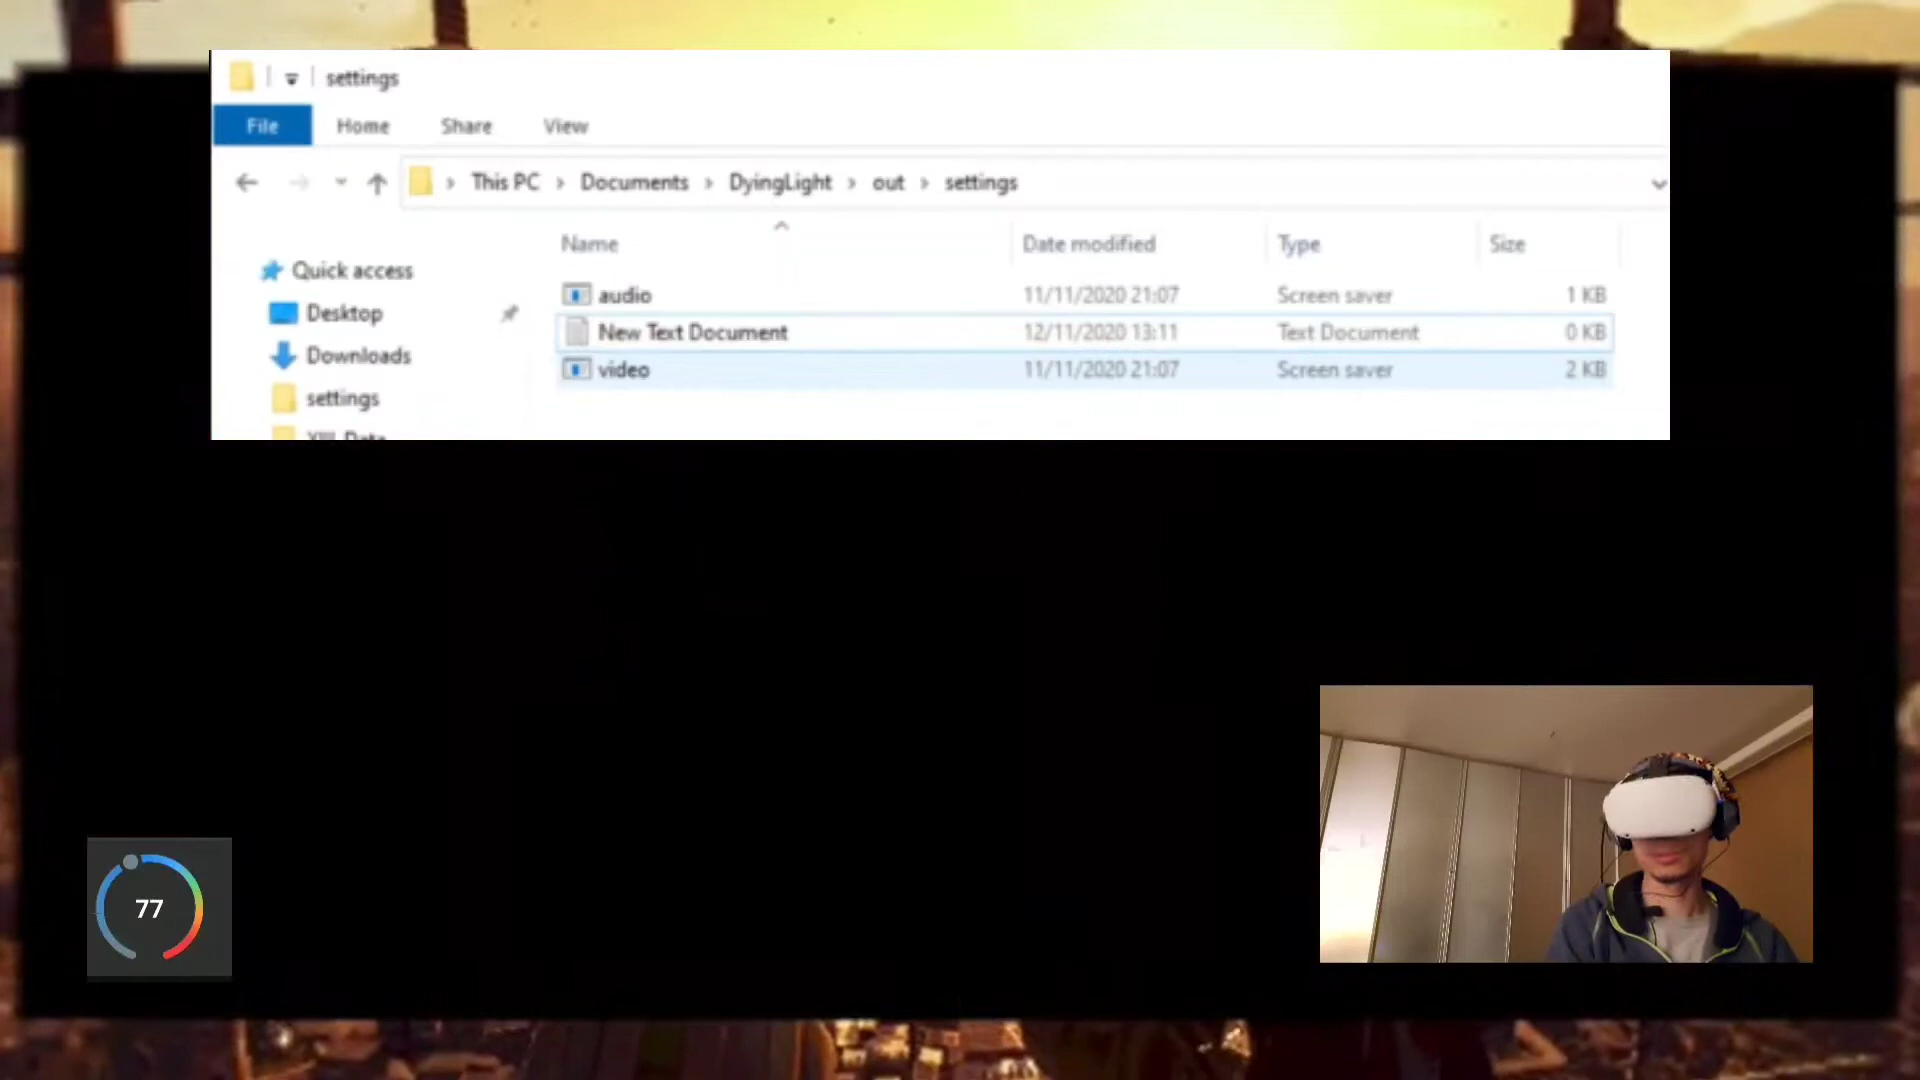 settings
File Home Share View
This PC > Documents > DyingLight > out > settings
Name Date modified Type Size
Quick access
audio 11/11/2020 21:07 Screen saver 1 KB
Desktop
New Text Document 12/11/2020 13:11 Text Document 0 KB
Downloads
video 11/11/2020 21:07 Screen saver 2 KB
settings
77